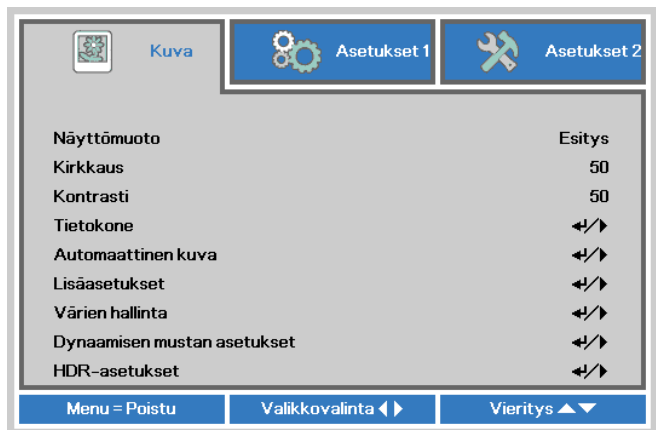 Kuva
Asetukset 1
Asetukset 2
Näyttömuoto Esitys
Kirkkaus 50
Kontrasti 50
Tietokone ↵/▶
Automaattinen kuva ↵/▶
Lisäasetukset ↵/▶
Värien hallinta ↵/▶
Dynaamisen mustan asetukset ↵/▶
HDR-asetukset ↵/▶
Menu = Poistu
Valikkovalinta ◀▶
Vieritys ▲▼